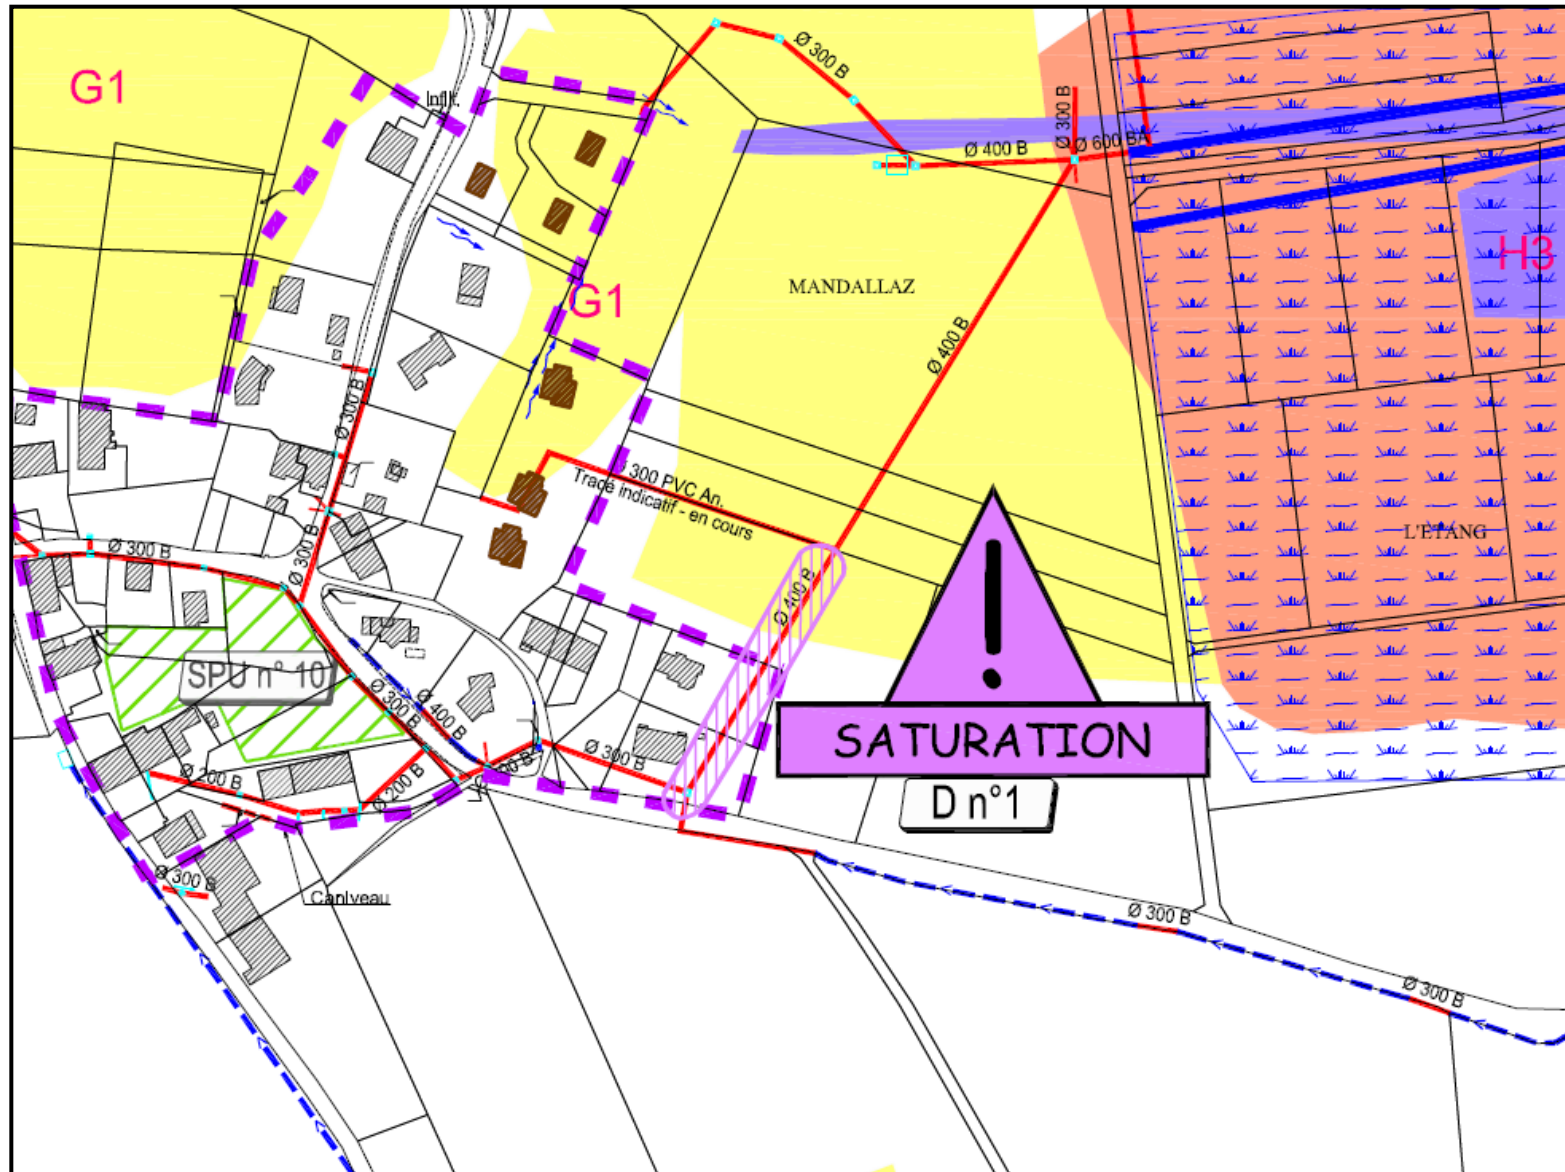 G1
Infilt.
Ø 300 B
Ø 300 B
Ø 400 B
Ø 600 BA
H3
MANDALLAZ
G1
Ø 400 B
Ø 300 B
300 PVC An.
Tracé indicatif - en cours
L'ETANG
Ø 300 B
Ø 300 B
Ø 400 B
SPU n° 10
Ø 300 B
Ø 400 B
Ø 300 B
SATURATION
D n°1
Ø 200 B
Ø 200 B
Ø 300 B
Caniveau
Ø 300 B
Ø 300 B